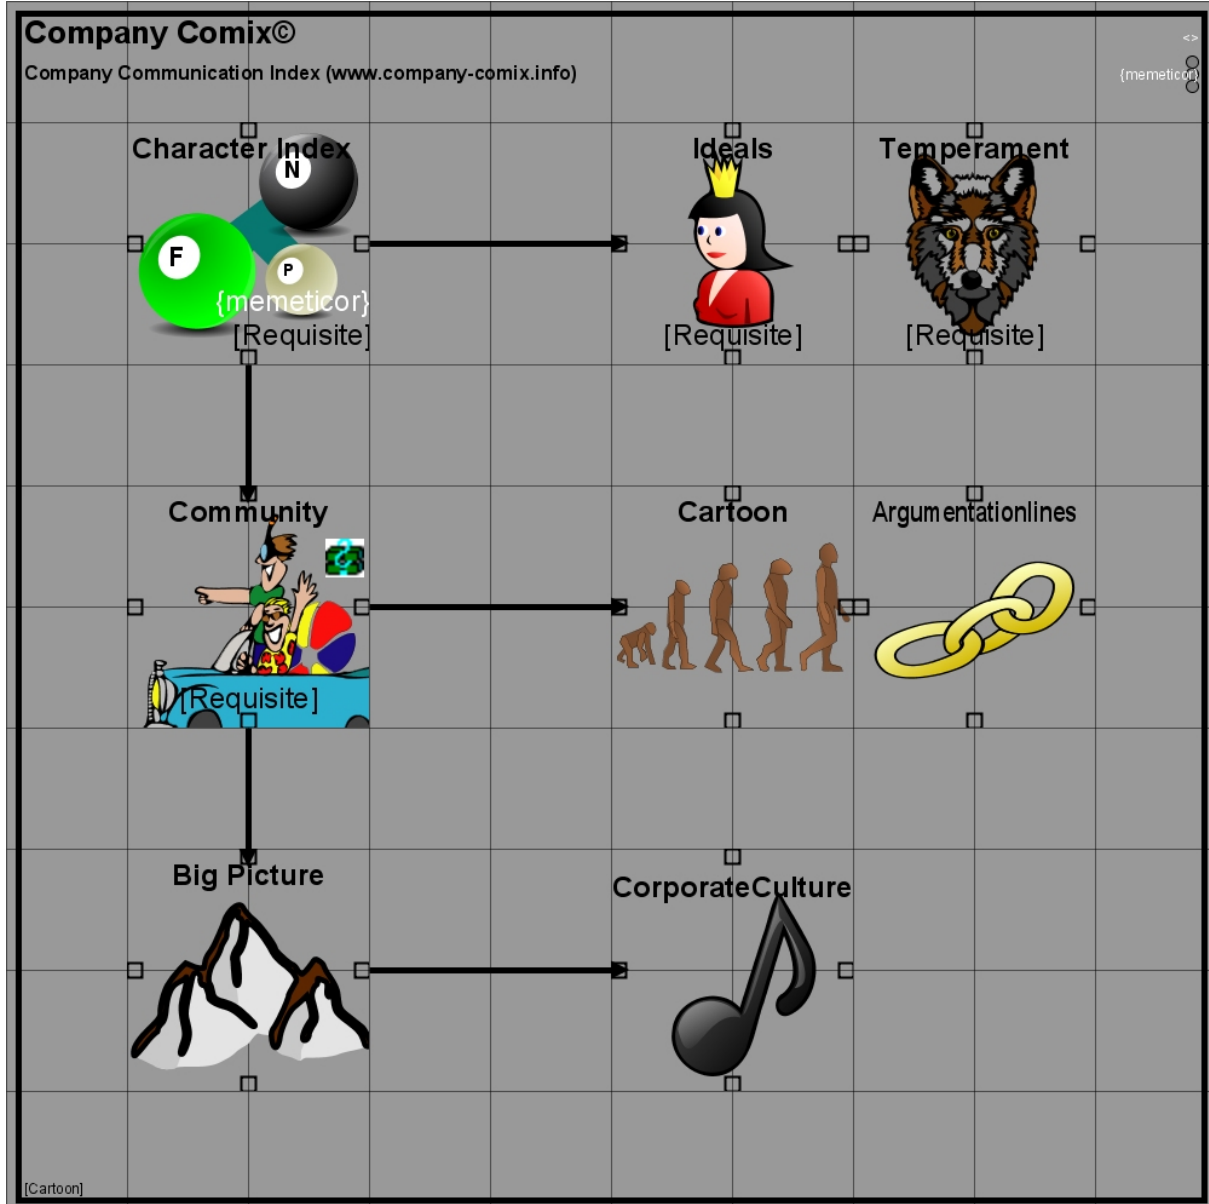 Company Comix©
<>
Company Communication Index (www.company-comix.info)
{memeticor}
Character Index
Ideals
Temperament
N
F
P
{memeticor}
[Requisite]
[Requisite]
[Requisite]
Community
Cartoon
Argumentationlines
?
[Requisite]
Big Picture
CorporateCulture
[Cartoon]